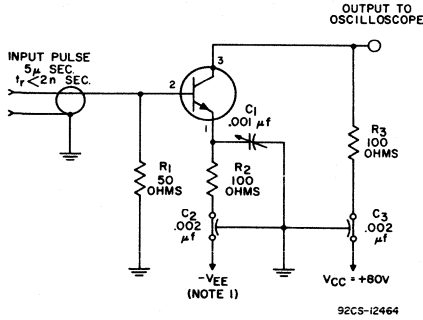 OUTPUT TO
OSCILLOSCOPE
INPUT PULSE
5μ SEC.
tr < 2n SEC.
3
2
1
C1
.001 μf
R1
50
OHMS
R2
100
OHMS
R3
100
OHMS
C2
.002
μf
C3
.002
μf
-VEE
(NOTE 1)
VCC = +80V
92CS-12464